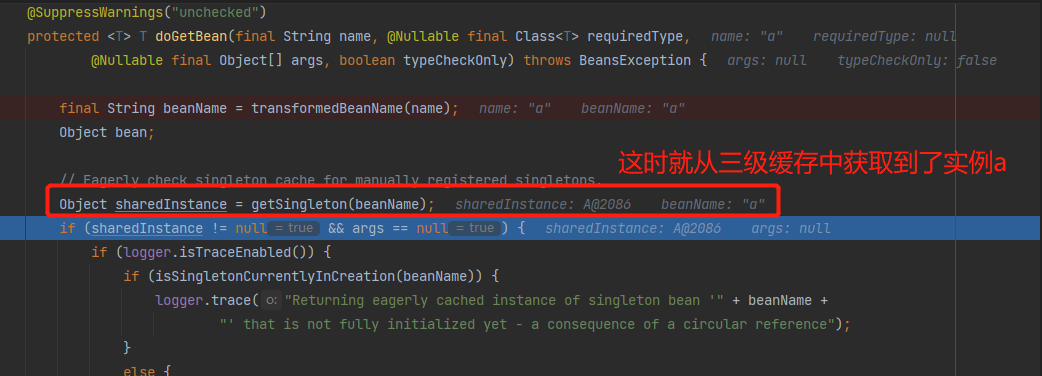 @SuppressWarnings("unchecked")
protected <T> T doGetBean(final String name, @Nullable final Class<T> requiredType, name: "a" requiredType: null
@Nullable final Object[] args, boolean typeCheckOnly) throws BeansException { args: null typeCheckOnly: false
final String beanName = transformedBeanName(name); name: "a" beanName: "a"
Object bean;
这时就从三级缓存中获取到了实例a
// Eagerly check singleton cache for manually registered singletons.
Object sharedInstance = getSingleton(beanName); sharedInstance: A@2086 beanName: "a"
if (sharedInstance != null = true && args == null = true ) { sharedInstance: A@2086 args: null
if (logger.isTraceEnabled()) {
if (isSingletonCurrentlyInCreation(beanName)) {
logger.trace( o: "Returning eagerly cached instance of singleton bean '" + beanName +
"' that is not fully initialized yet - a consequence of a circular reference");
}
else {